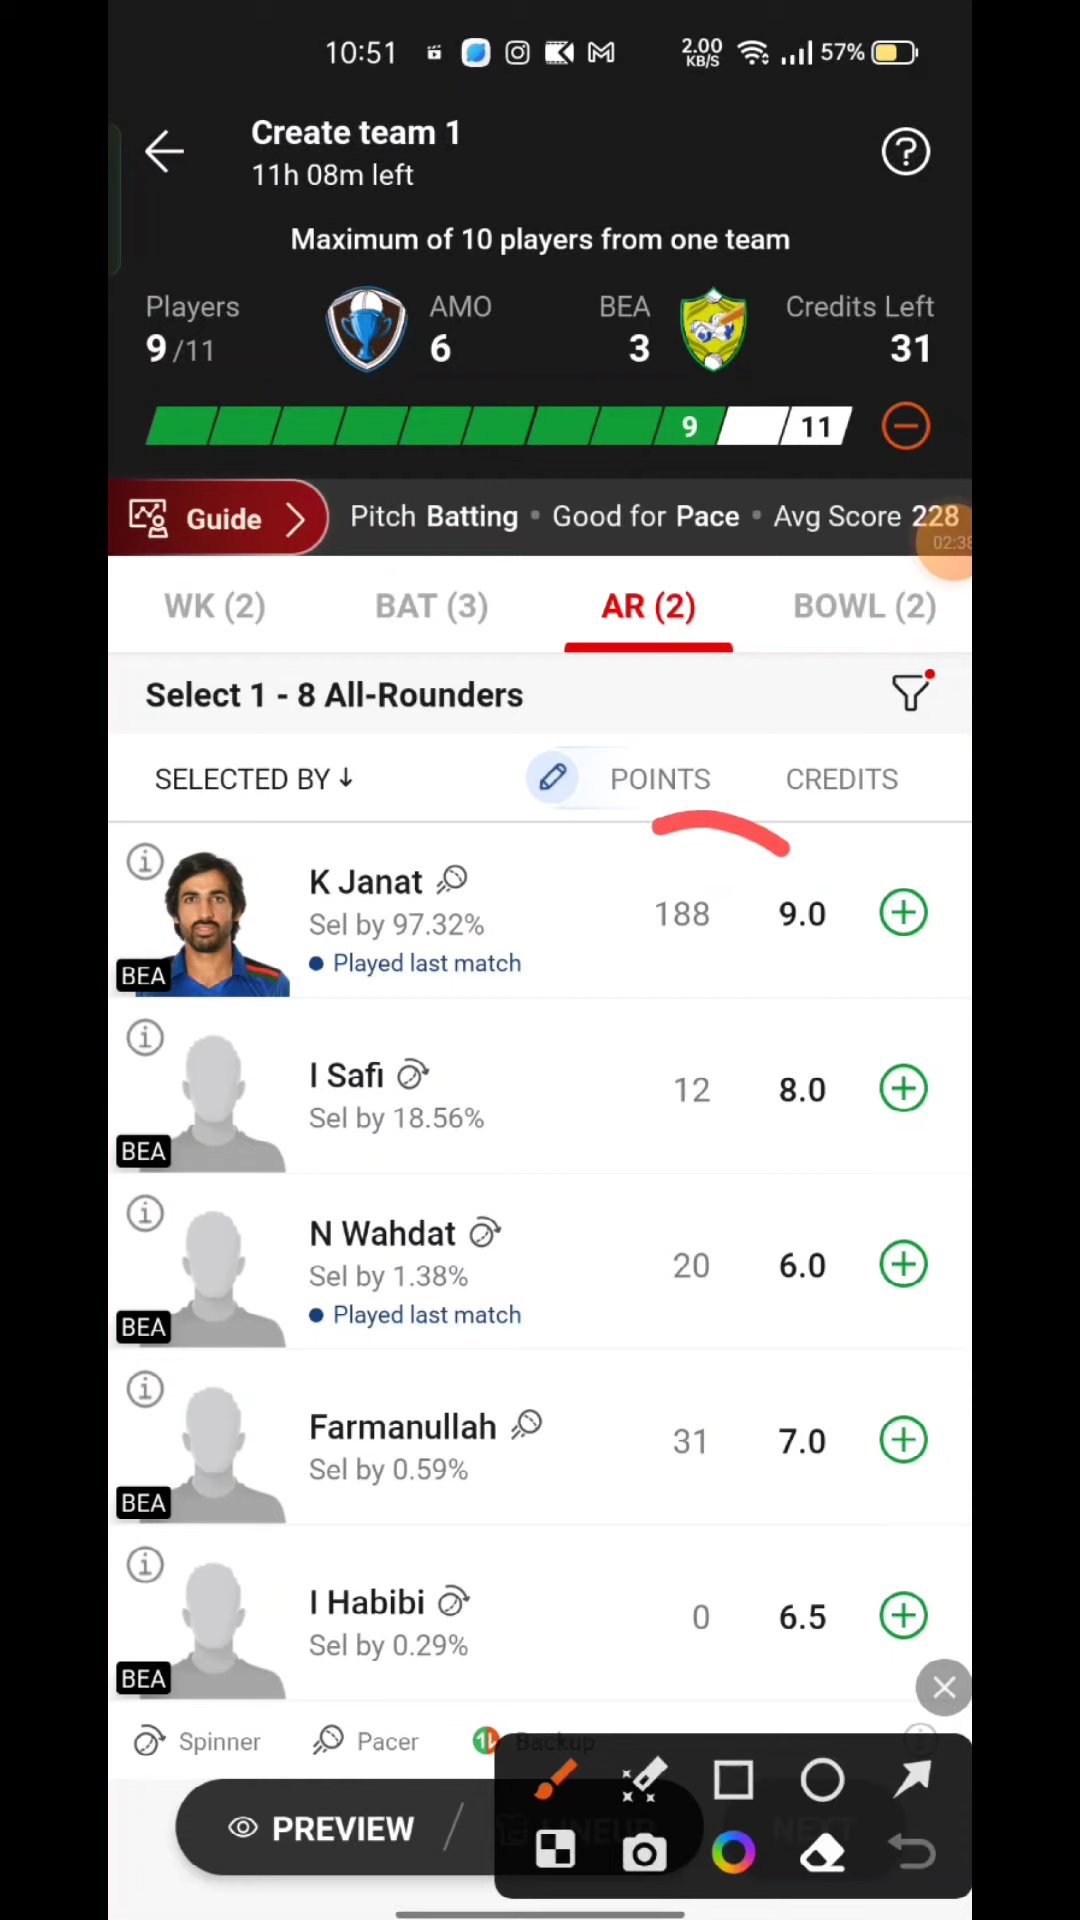 10:51 2.00 KB/S 57%
Create team 1
11h 08m left
Maximum of 10 players from one team
Players AMO BEA Credits Left
9/11 6 3 31
9 11
Guide Pitch Batting • Good for Pace • Avg Score 228
02:38
WK (2) BAT (3) AR (2) BOWL (2)
Select 1 - 8 All-Rounders
SELECTED BY ↓ POINTS CREDITS
K Janat 188 9.0
Sel by 97.32%
Played last match
BEA
I Safi 12 8.0
Sel by 18.56%
BEA
N Wahdat 20 6.0
Sel by 1.38%
Played last match
BEA
Farmanullah 31 7.0
Sel by 0.59%
BEA
I Habibi 0 6.5
Sel by 0.29%
BEA
Spinner Pacer Backup
PREVIEW / LINEUP NEXT